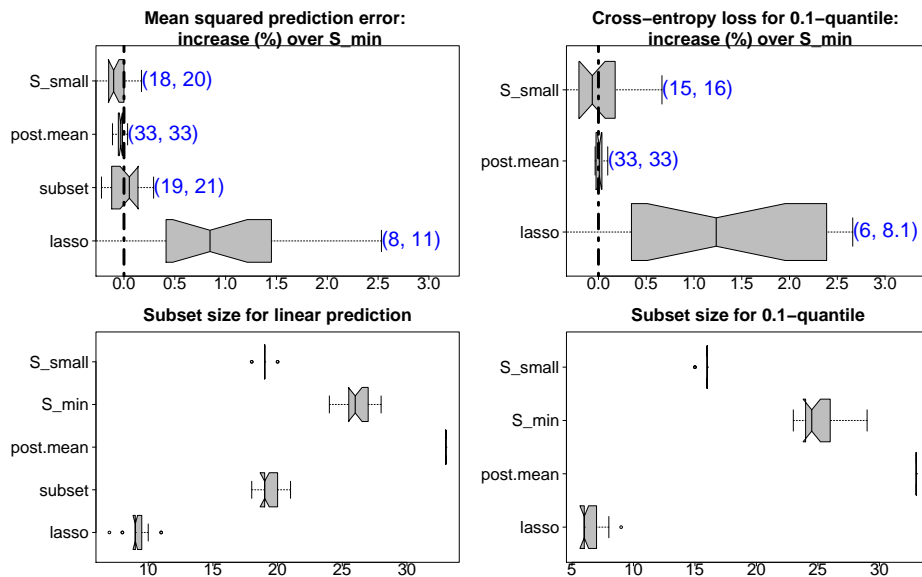 Mean squared prediction error:
increase (%) over S_min
S_small
(18, 20)
post.mean
(33, 33)
subset
(19, 21)
lasso
(8, 11)
0.0 0.5 1.0 1.5 2.0 2.5 3.0
Cross−entropy loss for 0.1−quantile:
increase (%) over S_min
S_small
(15, 16)
post.mean
(33, 33)
lasso
(6, 8.1)
0.0 0.5 1.0 1.5 2.0 2.5 3.0
Subset size for linear prediction
S_small
S_min
post.mean
subset
lasso
10 15 20 25 30
Subset size for 0.1−quantile
S_small
S_min
post.mean
lasso
5 10 15 20 25 30